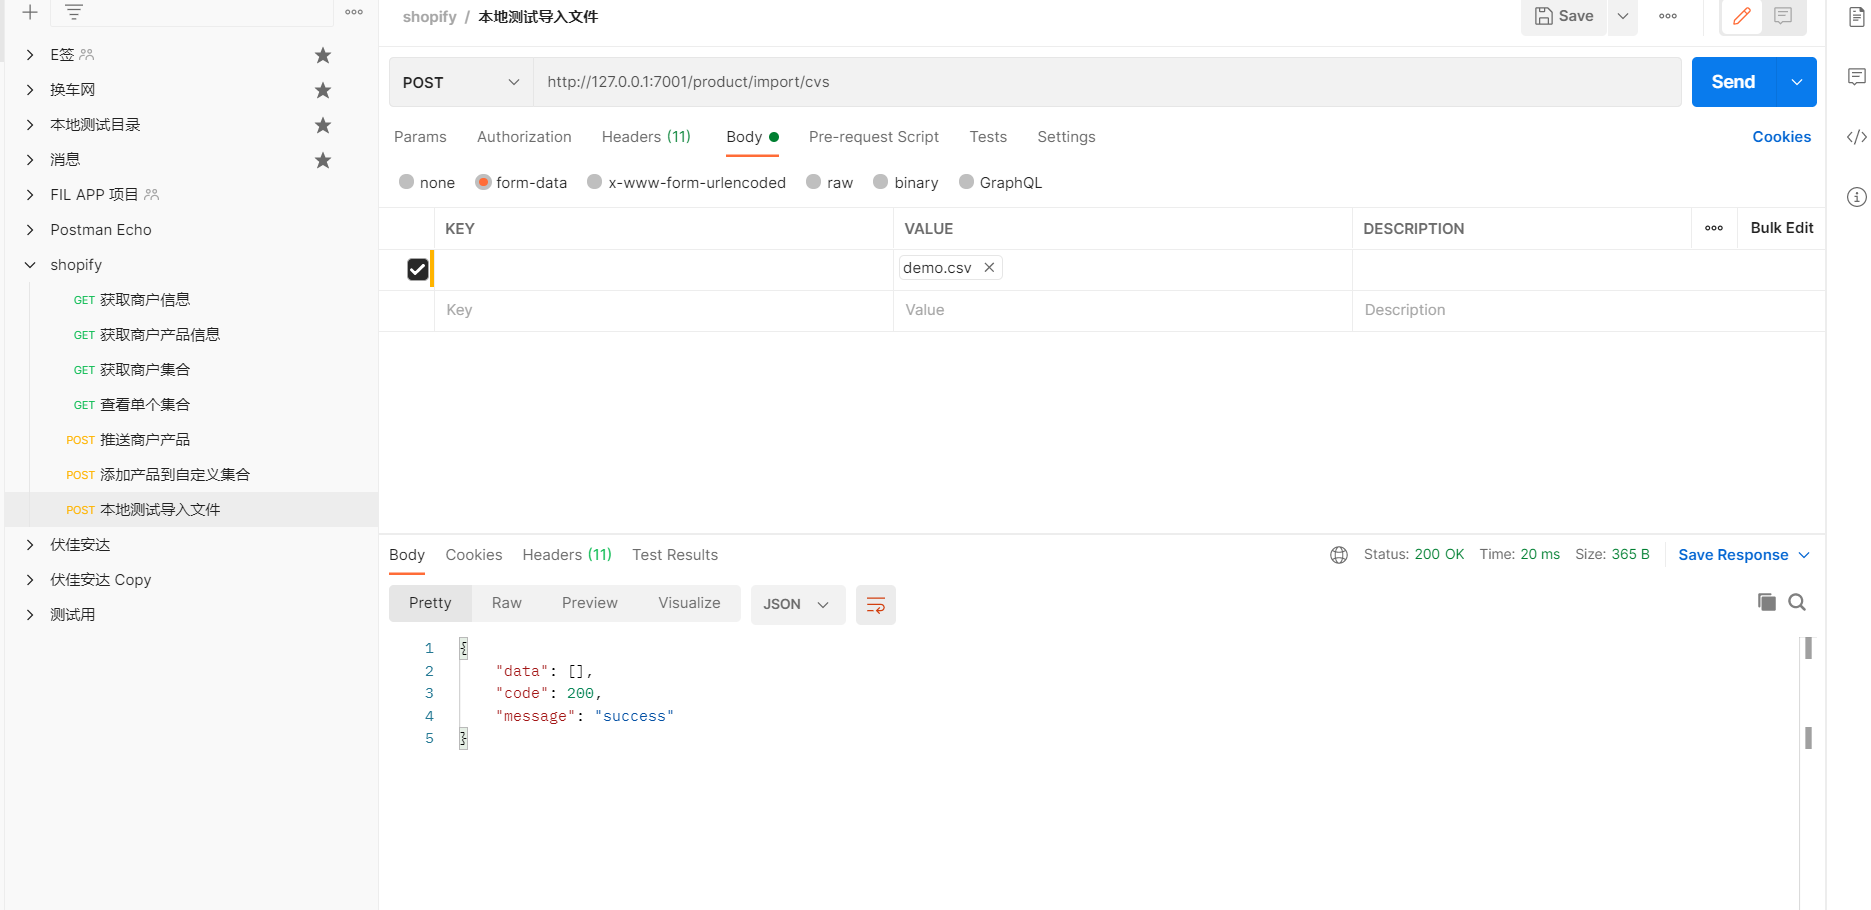 E签
换车网
本地测试目录
消息
FIL APP 项目
Postman Echo
shopify
GET 获取商户信息
GET 获取商户产品信息
GET 获取商户集合
GET 查看单个集合
POST 推送商户产品
POST 添加产品到自定义集合
POST 本地测试导入文件
伏佳安达
伏佳安达 Copy
测试用
shopify / 本地测试导入文件
Save
POST http://127.0.0.1:7001/product/import/cvs Send
Params Authorization Headers (11) Body Pre-request Script Tests Settings Cookies
none form-data x-www-form-urlencoded raw binary GraphQL
KEY VALUE DESCRIPTION Bulk Edit
demo.csv
Key Value Description
Body Cookies Headers (11) Test Results Status: 200 OK Time: 20 ms Size: 365 B Save Response
Pretty Raw Preview Visualize JSON
1 {
2 "data": [],
3 "code": 200,
4 "message": "success"
5 }